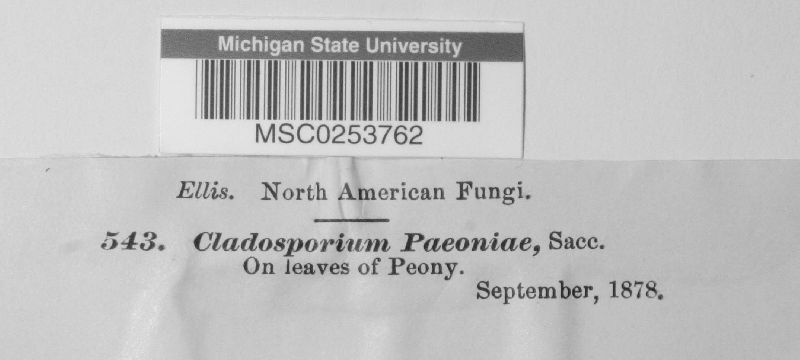 Michigan State University
MSC0253762
Ellis. North American Fungi.
543. Cladosporium Paeoniae, Sacc.
On leaves of Peony.
September, 1878.